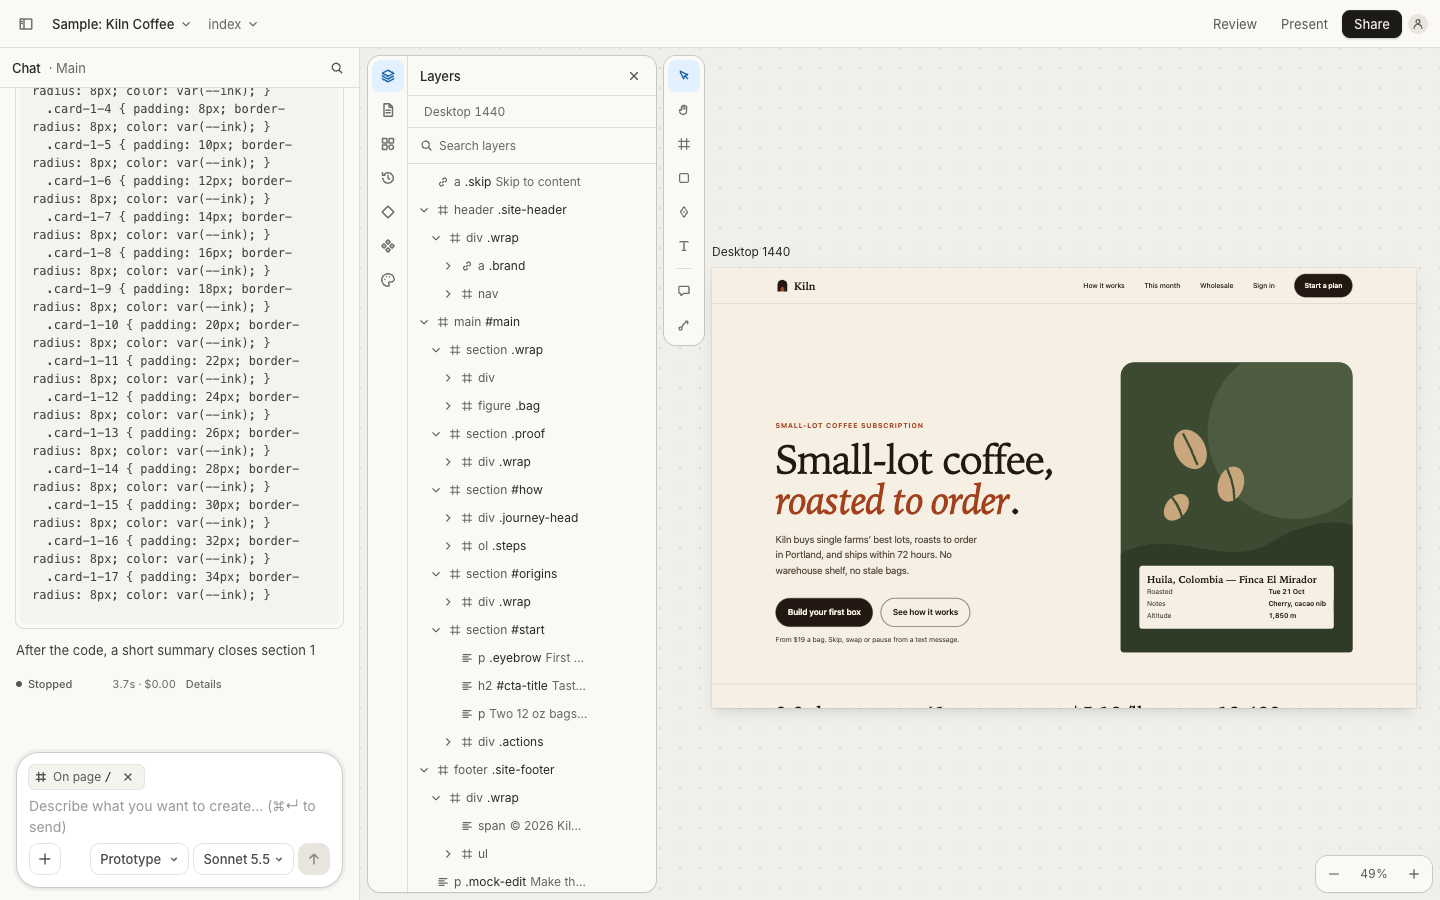 Sample: Kiln Coffee
index
Review
Present
Share
Chat · Main
radius: 8px; color: var(--ink); }
.card-1-4 { padding: 8px; border-
radius: 8px; color: var(--ink); }
.card-1-5 { padding: 10px; border-
radius: 8px; color: var(--ink); }
.card-1-6 { padding: 12px; border-
radius: 8px; color: var(--ink); }
.card-1-7 { padding: 14px; border-
radius: 8px; color: var(--ink); }
.card-1-8 { padding: 16px; border-
radius: 8px; color: var(--ink); }
.card-1-9 { padding: 18px; border-
radius: 8px; color: var(--ink); }
.card-1-10 { padding: 20px; border-
radius: 8px; color: var(--ink); }
.card-1-11 { padding: 22px; border-
radius: 8px; color: var(--ink); }
.card-1-12 { padding: 24px; border-
radius: 8px; color: var(--ink); }
.card-1-13 { padding: 26px; border-
radius: 8px; color: var(--ink); }
.card-1-14 { padding: 28px; border-
radius: 8px; color: var(--ink); }
.card-1-15 { padding: 30px; border-
radius: 8px; color: var(--ink); }
.card-1-16 { padding: 32px; border-
radius: 8px; color: var(--ink); }
.card-1-17 { padding: 34px; border-
radius: 8px; color: var(--ink); }
After the code, a short summary closes section 1
Stopped 3.7s · $0.00 Details
On page /
Describe what you want to create... (⌘↵ to
send)
Prototype
Sonnet 5.5
Layers
Desktop 1440
Search layers
a .skip Skip to content
header .site-header
div .wrap
a .brand
nav
main #main
section .wrap
div
figure .bag
section .proof
div .wrap
section #how
div .journey-head
ol .steps
section #origins
div .wrap
section #start
p .eyebrow First ...
h2 #cta-title Tast...
p Two 12 oz bags...
div .actions
footer .site-footer
div .wrap
span © 2026 Kil...
ul
p .mock-edit Make th...
Desktop 1440
Kiln
How it works
This month
Wholesale
Sign in
Start a plan
SMALL-LOT COFFEE SUBSCRIPTION
Small-lot coffee,
roasted to order.
Kiln buys single farms' best lots, roasts to order
in Portland, and ships within 72 hours. No
warehouse shelf, no stale bags.
Build your first box
See how it works
From $19 a bag. Skip, swap or pause from a text message.
Huila, Colombia — Finca El Mirador
Roasted Tue 21 Oct
Notes Cherry, cacao nib
Altitude 1,850 m
49%